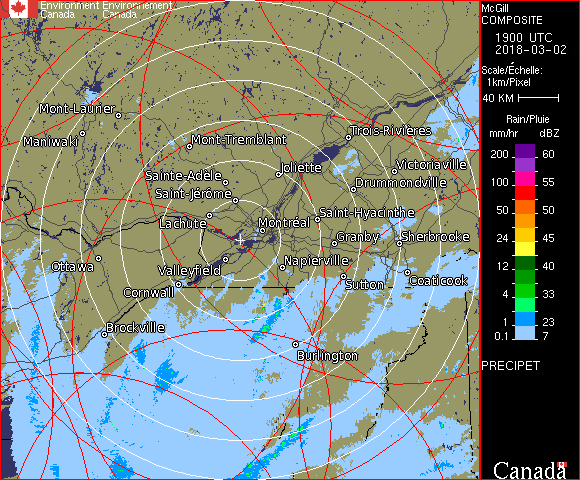 Environment Environnement
Canada Canada
McGill
COMPOSITE
1900 UTC
2018-03-02
Scale/Échelle:
1km/Pixel
40 KM
Rain/Pluie
mm/hr dBZ
200 60
100 55
50 50
24 45
12 40
4 33
1 23
0.1 7
PRECIPET
Canada
Mont-Laurier
Maniwaki
Mont-Tremblant
Trois-Rivières
Joliette
Victoriaville
Sainte-Adèle
Drummondville
Saint-Jérôme
Lachute
Saint-Hyacinthe
Montréal
Granby
Sherbrooke
Ottawa
Valleyfield
Napierville
Cornwall
Sutton
Coaticook
Brockville
Burlington